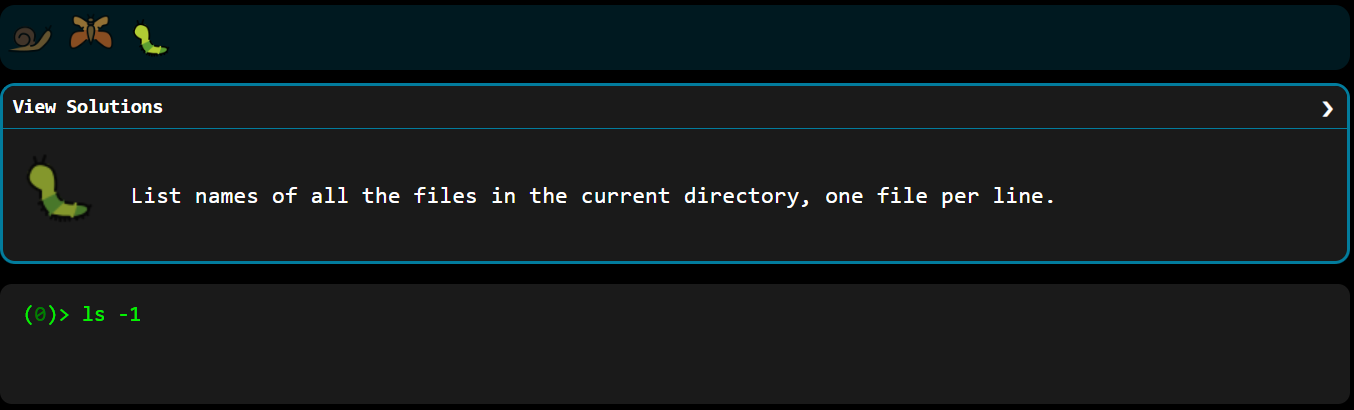 View Solutions ❯
List names of all the files in the current directory, one file per line.
(0)> ls -1